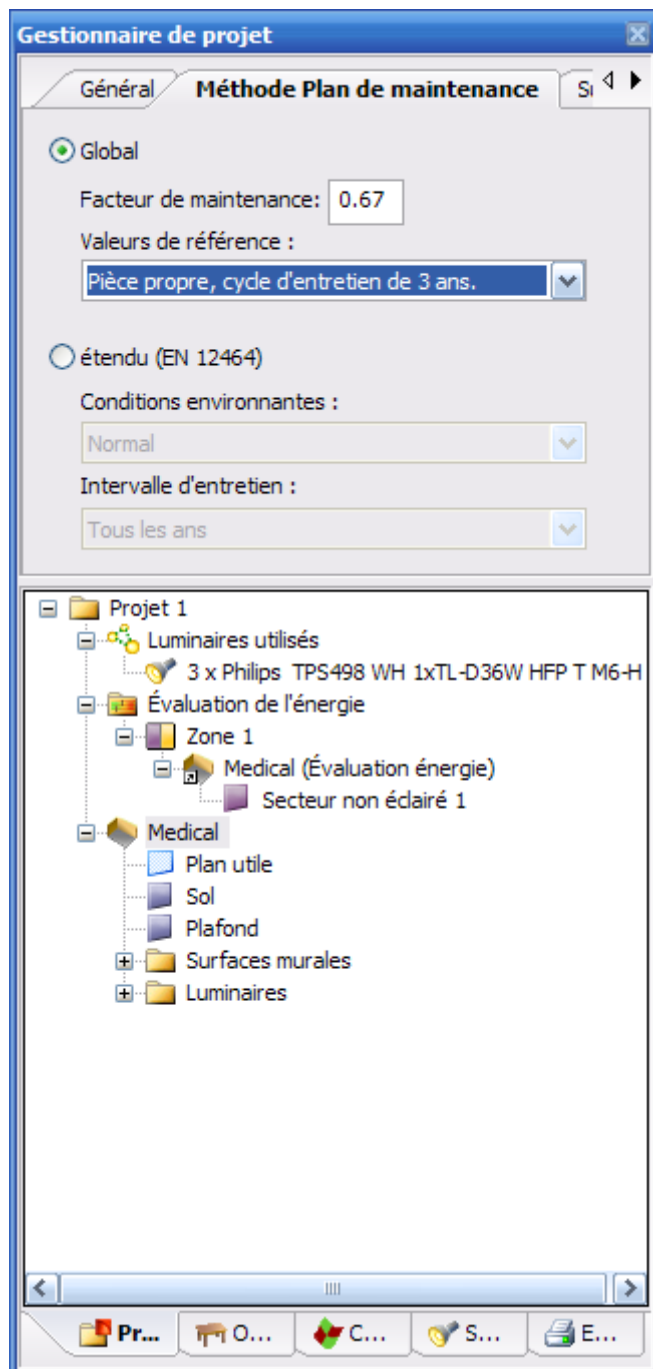 Gestionnaire de projet
Général Méthode Plan de maintenance
Global
Facteur de maintenance: 0.67
Valeurs de référence :
Pièce propre, cycle d'entretien de 3 ans.
étendu (EN 12464)
Conditions environnantes :
Normal
Intervalle d'entretien :
Tous les ans
Projet 1
Luminaires utilisés
3 x Philips TPS498 WH 1xTL-D36W HFP T M6-H
Évaluation de l'énergie
Zone 1
Medical (Évaluation énergie)
Secteur non éclairé 1
Medical
Plan utile
Sol
Plafond
Surfaces murales
Luminaires
Pr... O... C... S... E...